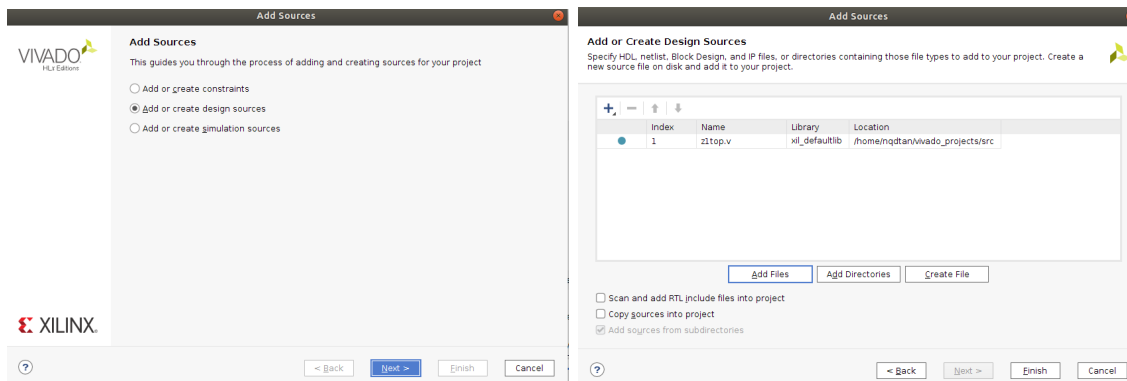 Add Sources
VIVADO
HLx Editions
Add Sources
This guides you through the process of adding and creating sources for your project
Add or create constraints
Add or create design sources
Add or create simulation sources
XILINX
?
< Back
Next >
Finish
Cancel
Add Sources
Add or Create Design Sources
Specify HDL, netlist, Block Design, and IP files, or directories containing those file types to add to your project. Create a
new source file on disk and add it to your project.
Index Name Library Location
1 z1top.v xil_defaultlib /home/nqdtan/vivado_projects/src
Add Files
Add Directories
Create File
Scan and add RTL include files into project
Copy sources into project
Add sources from subdirectories
?
< Back
Next >
Finish
Cancel